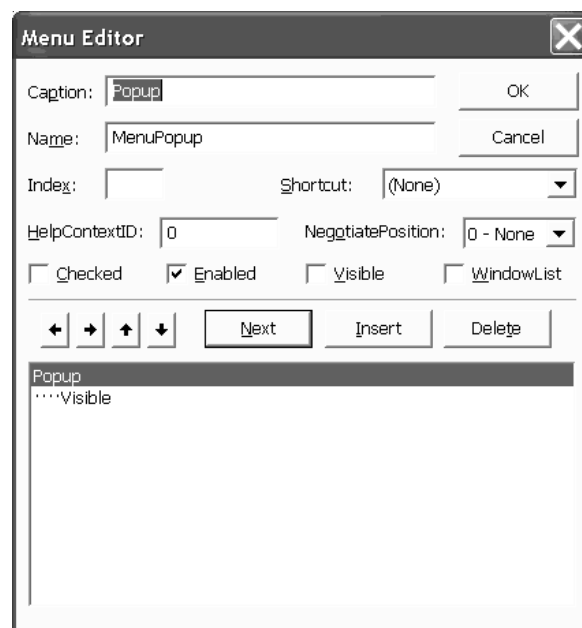 Menu Editor
Caption: Popup OK
Name: MenuPopup Cancel
Index: Shortcut: (None)
HelpContextID: 0 NegotiatePosition: 0 - None
Checked Enabled Visible WindowList
Next Insert Delete
Popup
····Visible